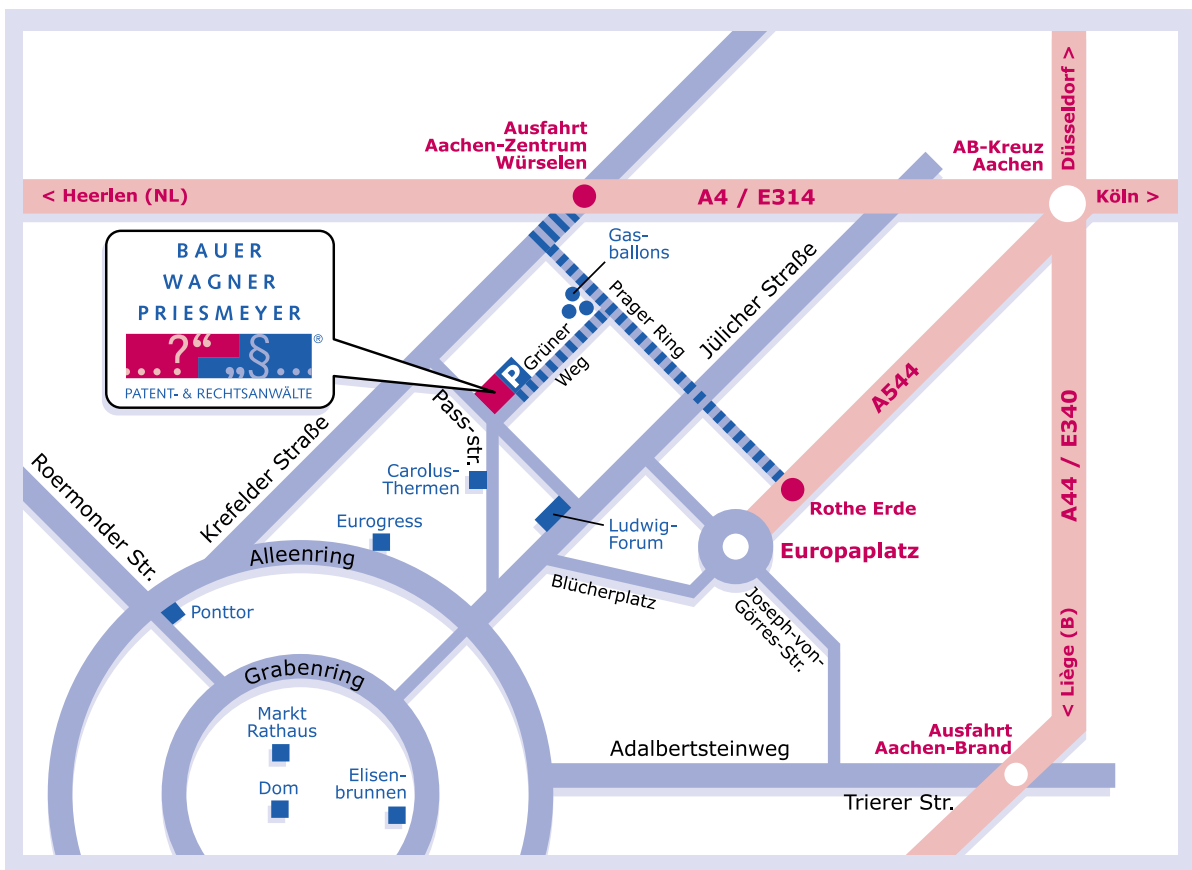 Düsseldorf >
Ausfahrt
Aachen-Zentrum
Würselen
AB-Kreuz
Aachen
< Heerlen (NL)
A4 / E314
Köln >
BAUER
WAGNER
PRIESMEYER
?“ §
.... „ ....
®
PATENT- & RECHTSANWÄLTE
Gas-
ballons
Prager Ring
Jülicher Straße
Grüner
Weg
P
A544
A44 / E340
Pass-
str.
Krefelder Straße
Roermonder Str.
Carolus-
Thermen
Eurogress
Ludwig-
Forum
Rothe Erde
Europaplatz
Alleenring
Blücherplatz
Joseph-von-
Görres-Str.
Ponttor
Grabenring
< Liège (B)
Markt
Rathaus
Dom
Elisen-
brunnen
Adalbertsteinweg
Ausfahrt
Aachen-Brand
Trierer Str.